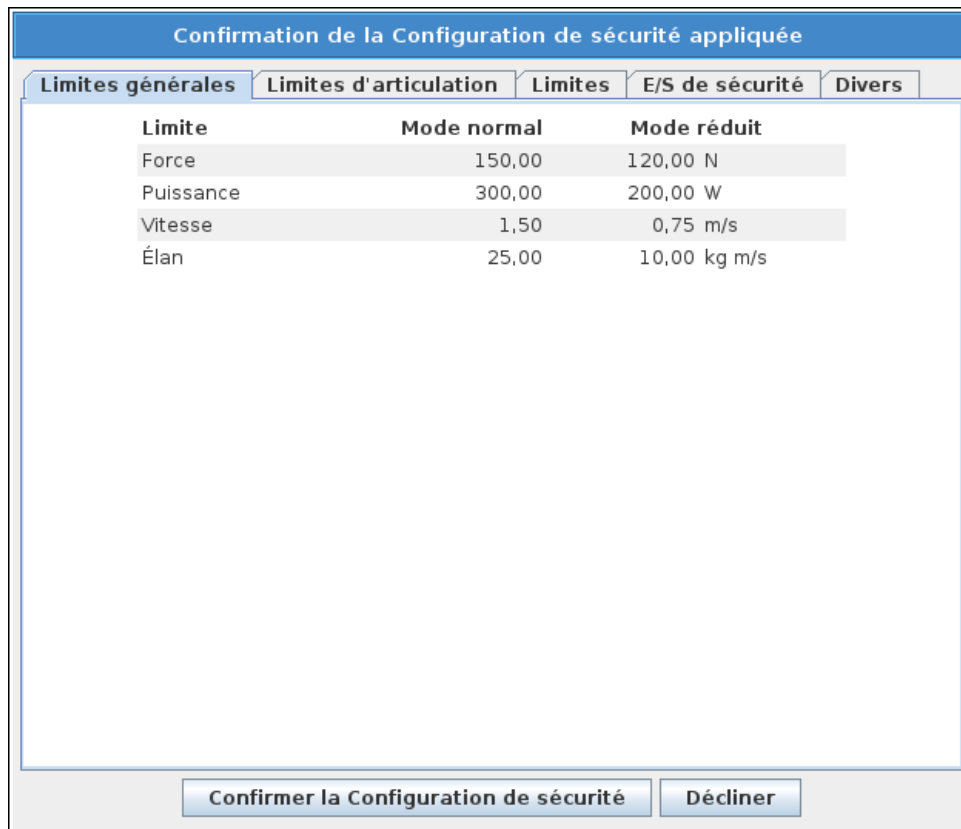 Confirmation de la Configuration de sécurité appliquée
Limites générales Limites d'articulation Limites E/S de sécurité Divers
Limite Mode normal Mode réduit
Force 150,00 120,00 N
Puissance 300,00 200,00 W
Vitesse 1,50 0,75 m/s
Élan 25,00 10,00 kg m/s
Confirmer la Configuration de sécurité Décliner